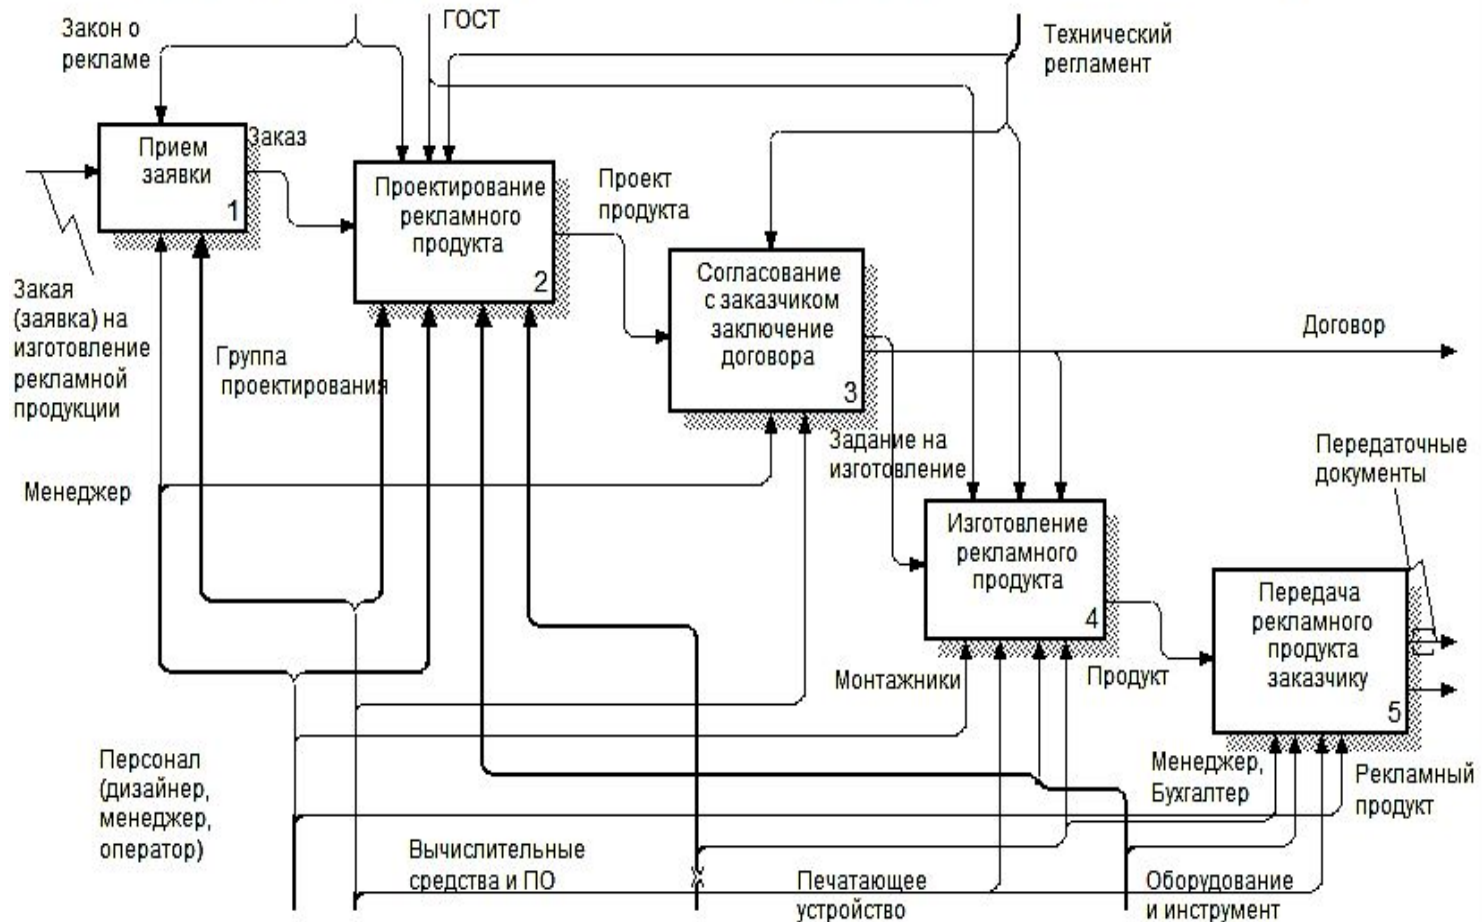 Закон о
рекламе
ГОСТ
Технический
регламент
Прием
заявки
1
Заказ
Проектирование
рекламного
продукта
2
Проект
продукта
Согласование
с заказчиком
заключение
договора
3
Закая
(заявка) на
изготовление
рекламной
продукции
Группа
проектирования
Договор
Менеджер
Задание на
изготовление
Передаточные
документы
Изготовление
рекламного
продукта
4
Передача
рекламного
продукта
заказчику
5
Монтажники
Продукт
Персонал
(дизайнер,
менеджер,
оператор)
Менеджер,
Бухгалтер
Рекламный
продукт
Вычислительные
средства и ПО
Печатающее
устройство
Оборудование
и инструмент